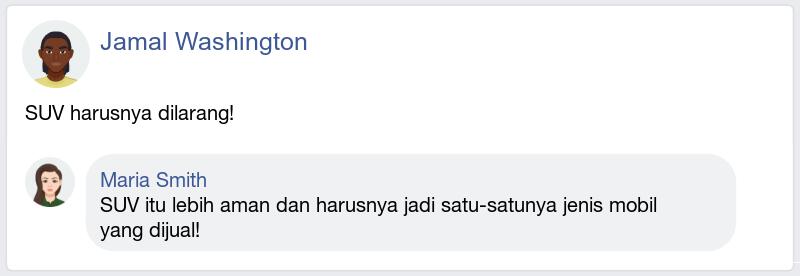 Jamal Washington
SUV harusnya dilarang!
Maria Smith
SUV itu lebih aman dan harusnya jadi satu-satunya jenis mobil
yang dijual!